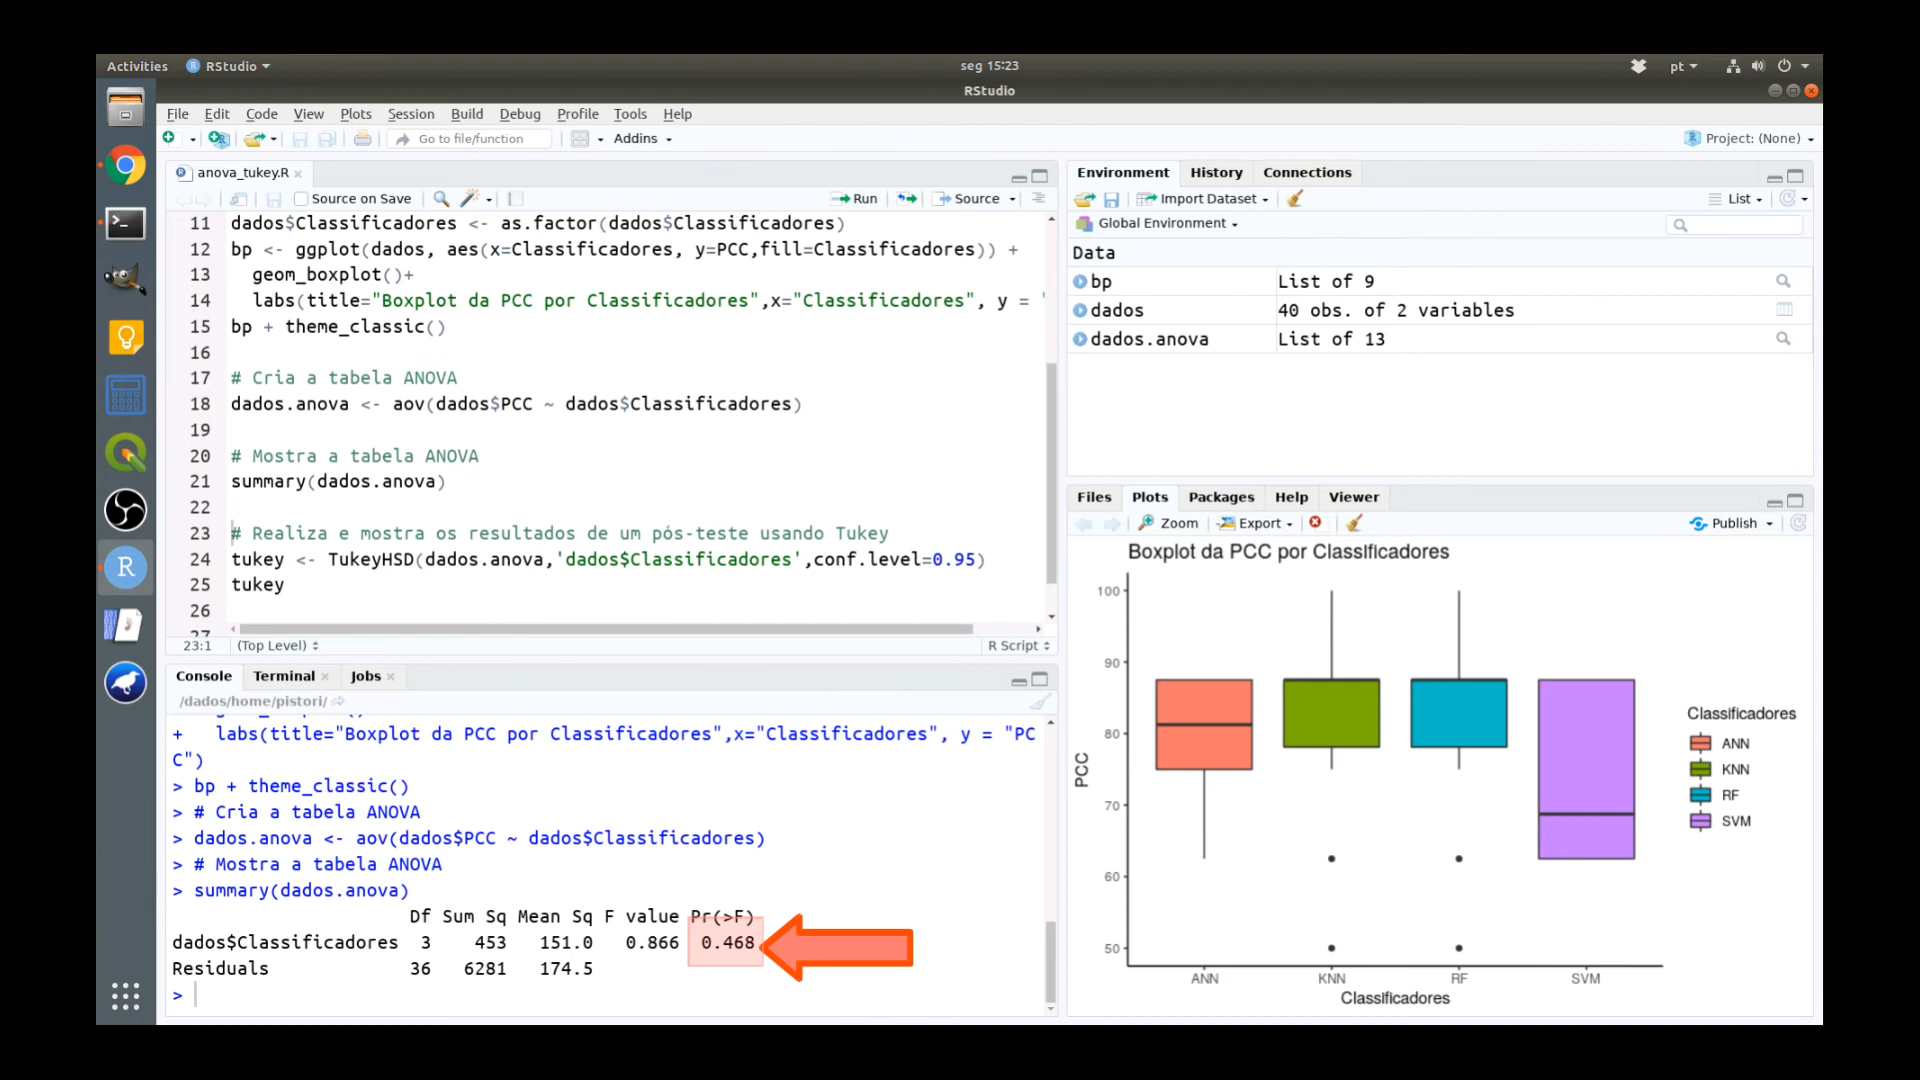 Activities RStudio seg 15:23 pt
RStudio
File Edit Code View Plots Session Build Debug Profile Tools Help
Go to file/function Addins Project: (None)
anova_tukey.R
Source on Save Run Source
11 dados$Classificadores <- as.factor(dados$Classificadores)
12 bp <- ggplot(dados, aes(x=Classificadores, y=PCC,fill=Classificadores)) +
13 geom_boxplot()+
14 labs(title="Boxplot da PCC por Classificadores",x="Classificadores", y = "
15 bp + theme_classic()
16
17 # Cria a tabela ANOVA
18 dados.anova <- aov(dados$PCC ~ dados$Classificadores)
19
20 # Mostra a tabela ANOVA
21 summary(dados.anova)
22
23 # Realiza e mostra os resultados de um pós-teste usando Tukey
24 tukey <- TukeyHSD(dados.anova,'dados$Classificadores',conf.level=0.95)
25 tukey
26
27
23:1 (Top Level) R Script
Console Terminal Jobs
/dados/home/pistori/
+ labs(title="Boxplot da PCC por Classificadores",x="Classificadores", y = "PC
C")
> bp + theme_classic()
> # Cria a tabela ANOVA
> dados.anova <- aov(dados$PCC ~ dados$Classificadores)
> # Mostra a tabela ANOVA
> summary(dados.anova)
Df Sum Sq Mean Sq F value Pr(>F)
dados$Classificadores 3 453 151.0 0.866 0.468
Residuals 36 6281 174.5
>
Environment History Connections
Import Dataset List
Global Environment
Data
bp List of 9
dados 40 obs. of 2 variables
dados.anova List of 13
Files Plots Packages Help Viewer
Zoom Export Publish
Boxplot da PCC por Classificadores
100
90
80
70
60
50
PCC
ANN KNN RF SVM
Classificadores
Classificadores
ANN
KNN
RF
SVM